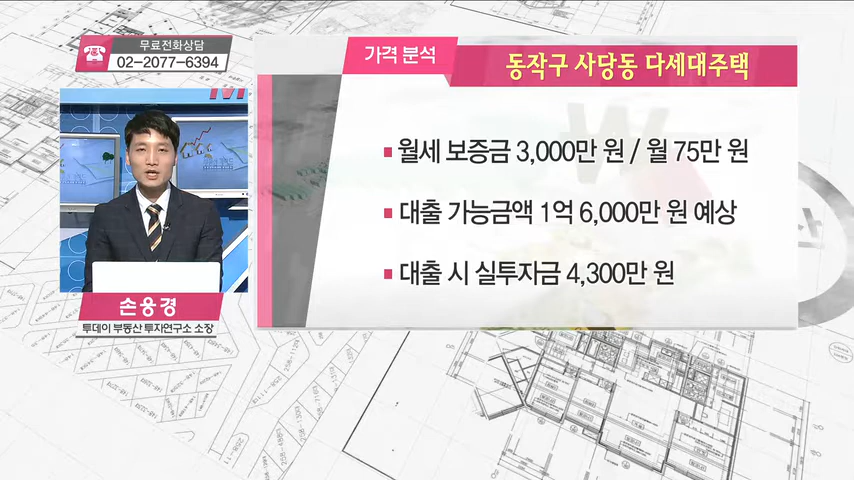 무료전화상담
02-2077-6394
가격 분석
동작구 사당동 다세대주택
■ 월세 보증금 3,000만 원 / 월 75만 원
■ 대출 가능금액 1억 6,000만 원 예상
■ 대출 시 실투자금 4,300만 원
손용경
투데이 부동산 투자연구소 소장